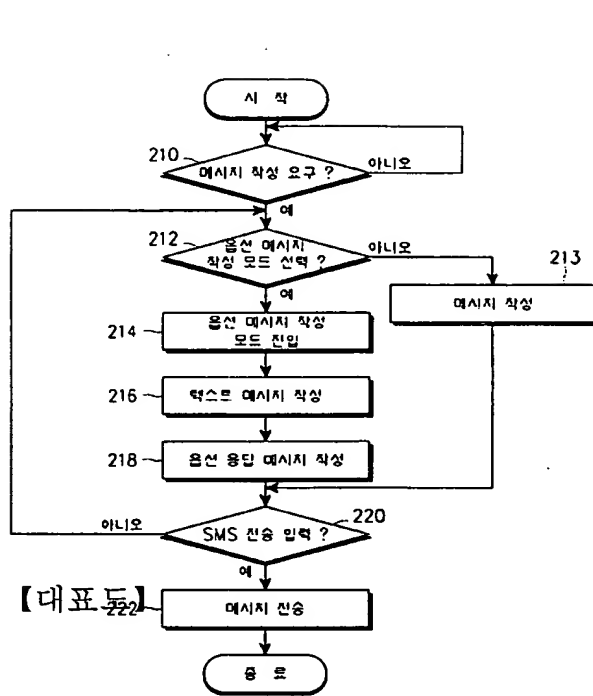 시 작
210
메시지 작성 요구 ?
아니오
예
212
옵션 메시지
작성 모드 선택 ?
아니오
예
213
메시지 작성
214
옵션 메시지 작성
모드 진입
216
텍스트 메시지 작성
218
옵션 응답 메시지 작성
220
SMS 전송 입력 ?
아니오
예
【대표도】
222
메시지 전송
종 료